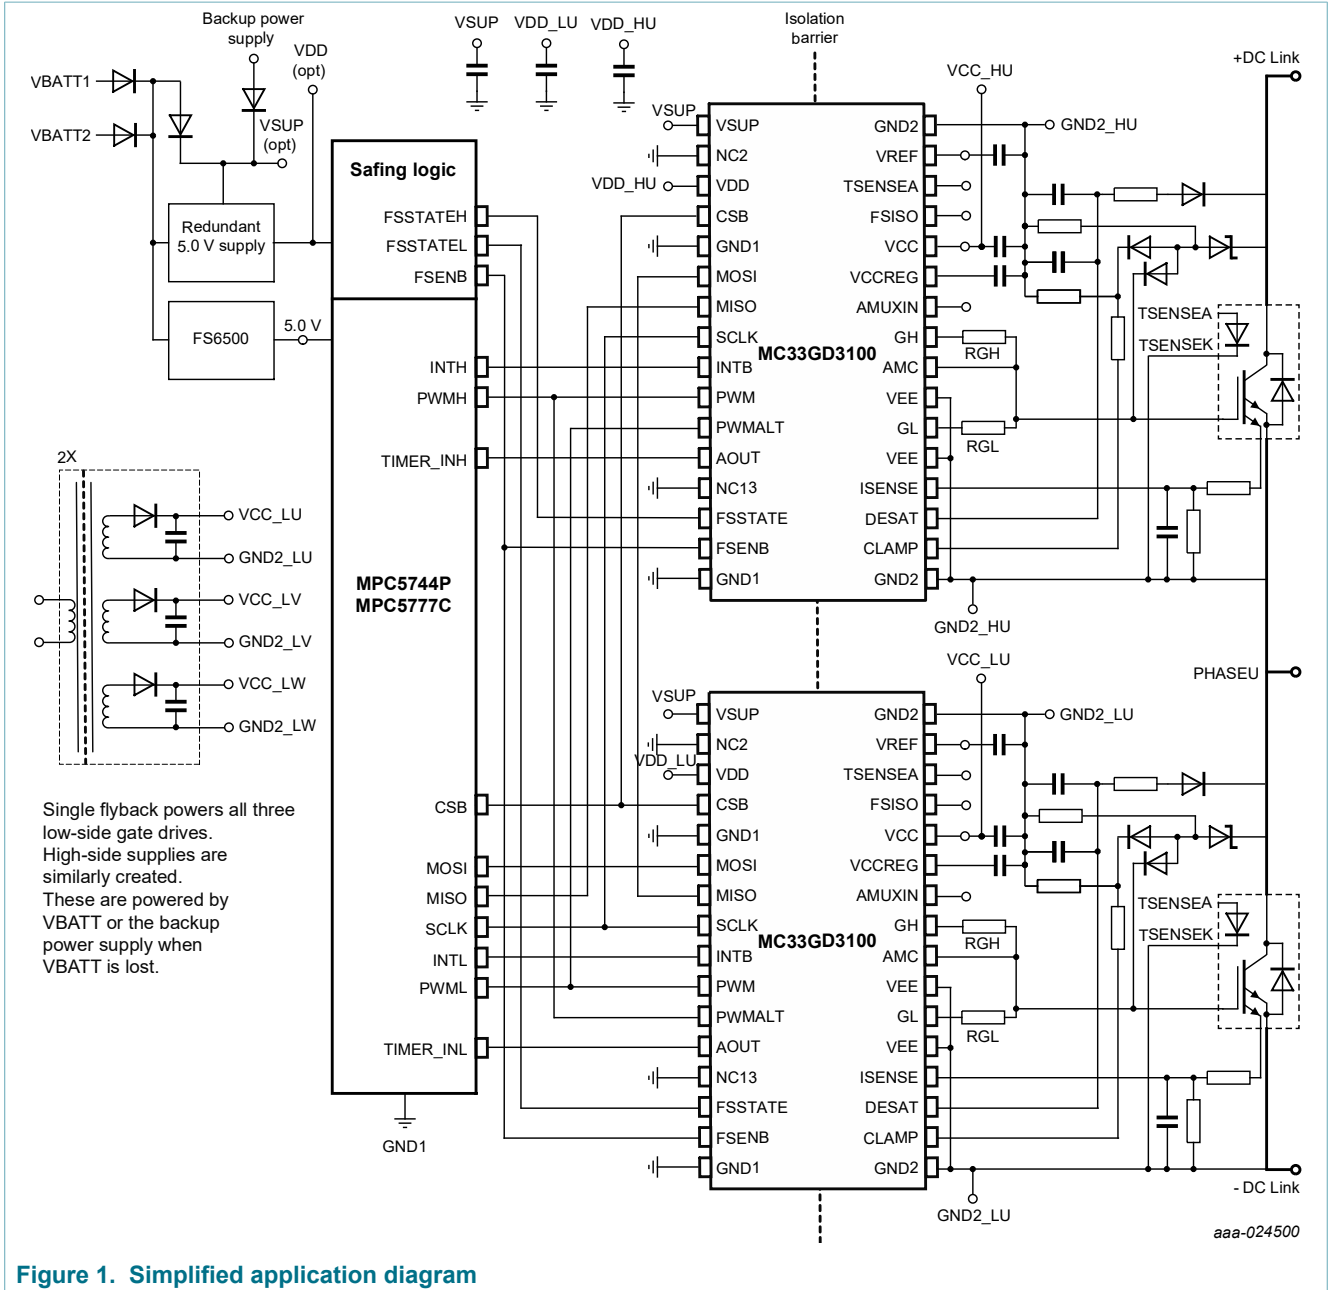 Backup power
supply
VDD
(opt)
VBATT1
VBATT2
VSUP
(opt)
Redundant
5.0 V supply
FS6500
5.0 V
VSUP
VDD_LU
VDD_HU
Isolation
barrier
VCC_HU
+DC Link
Safing logic
FSSTATEH
FSSTATEL
FSENB
INTH
PWMH
TIMER_INH
MPC5744P
MPC5777C
CSB
MOSI
MISO
SCLK
INTL
PWML
TIMER_INL
GND1
2X
VCC_LU
GND2_LU
VCC_LV
GND2_LV
VCC_LW
GND2_LW
Single flyback powers all three
low-side gate drives.
High-side supplies are
similarly created.
These are powered by
VBATT or the backup
power supply when
VBATT is lost.
VSUP
VDD_HU
VSUP
NC2
VDD
CSB
GND1
MOSI
MISO
SCLK
INTB
PWM
PWMALT
AOUT
NC13
FSSTATE
FSENB
GND1
MC33GD3100
GND2
VREF
TSENSEA
FSISO
VCC
VCCREG
AMUXIN
GH
AMC
VEE
GL
VEE
ISENSE
DESAT
CLAMP
GND2
GND2_HU
RGH
RGL
TSENSEA
TSENSEK
GND2_HU
VCC_LU
PHASEU
VSUP
VDD_LU
VSUP
NC2
VDD
CSB
GND1
MOSI
MISO
SCLK
INTB
PWM
PWMALT
AOUT
NC13
FSSTATE
FSENB
GND1
MC33GD3100
GND2
VREF
TSENSEA
FSISO
VCC
VCCREG
AMUXIN
GH
AMC
VEE
GL
VEE
ISENSE
DESAT
CLAMP
GND2
GND2_LU
RGH
RGL
TSENSEA
TSENSEK
GND2_LU
- DC Link
aaa-024500
Figure 1. Simplified application diagram